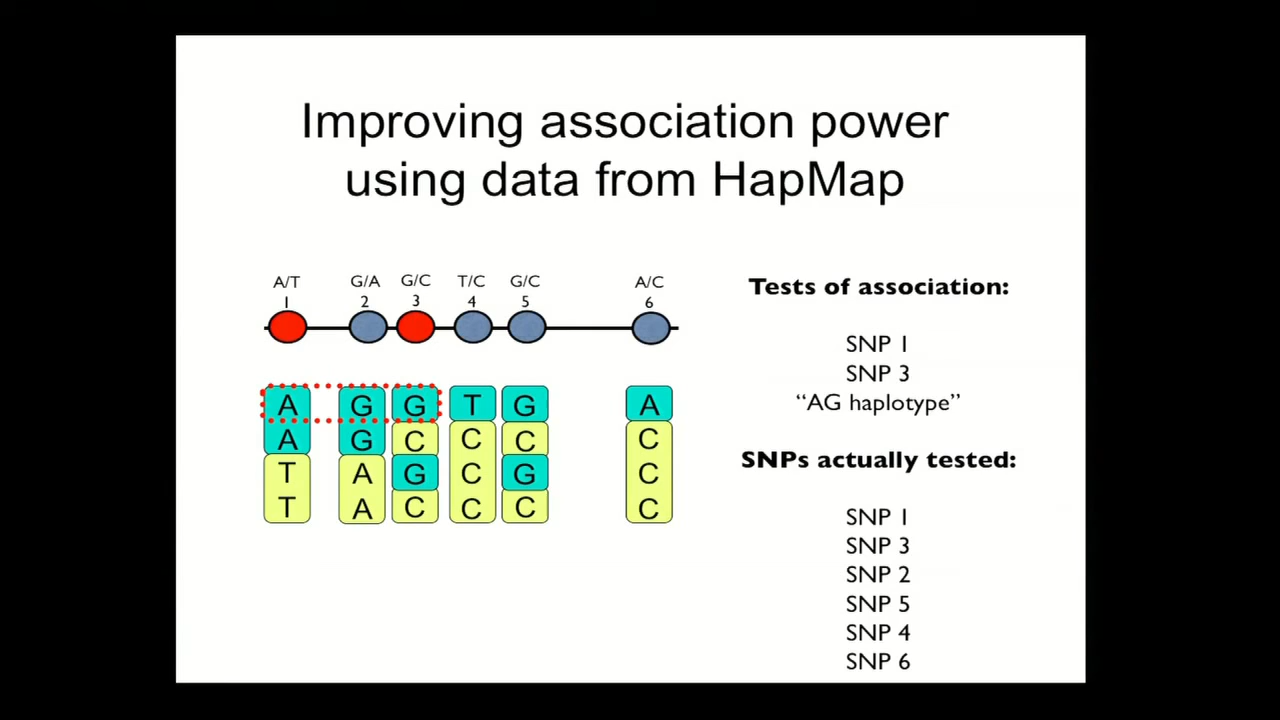 Improving association power
using data from HapMap
A/T G/A G/C T/C G/C A/C
1 2 3 4 5 6
A G G T G A
A G C C C C
T A G C G C
T A C C C C
Tests of association:
SNP 1
SNP 3
“AG haplotype”
SNPs actually tested:
SNP 1
SNP 3
SNP 2
SNP 5
SNP 4
SNP 6